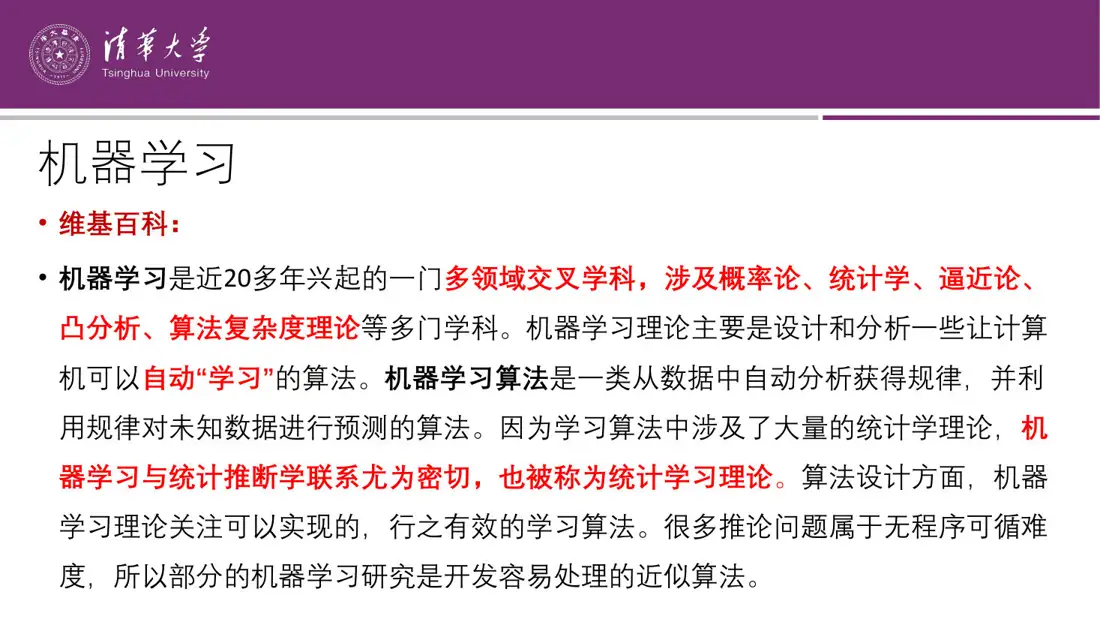 清华大学
Tsinghua University
机器学习
• 维基百科：
• 机器学习是近20多年兴起的一门多领域交叉学科，涉及概率论、统计学、逼近论、
凸分析、算法复杂度理论等多门学科。机器学习理论主要是设计和分析一些让计算
机可以自动“学习”的算法。机器学习算法是一类从数据中自动分析获得规律，并利
用规律对未知数据进行预测的算法。因为学习算法中涉及了大量的统计学理论，机
器学习与统计推断学联系尤为密切，也被称为统计学习理论。算法设计方面，机器
学习理论关注可以实现的，行之有效的学习算法。很多推论问题属于无程序可循难
度，所以部分的机器学习研究是开发容易处理的近似算法。